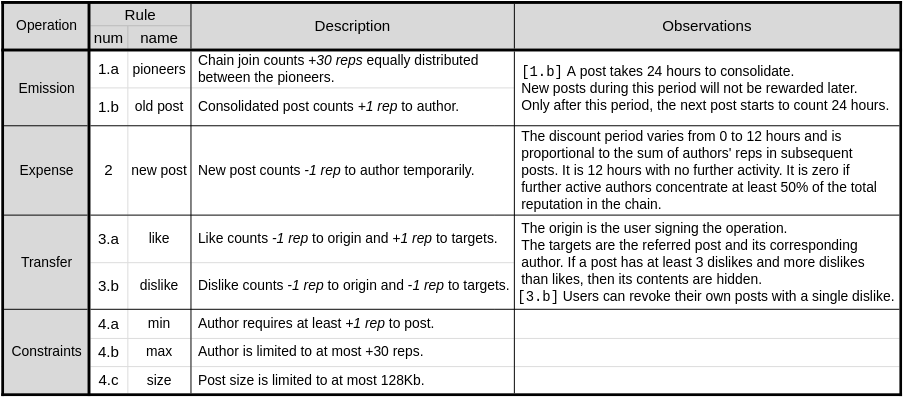 Operation
Rule
num
name
Description
Observations
Emission
1.a
pioneers
Chain join counts +30 reps equally distributed
between the pioneers.
1.b
old post
Consolidated post counts +1 rep to author.
[1.b] A post takes 24 hours to consolidate.
New posts during this period will not be rewarded later.
Only after this period, the next post starts to count 24 hours.
Expense
2
new post
New post counts -1 rep to author temporarily.
The discount period varies from 0 to 12 hours and is
proportional to the sum of authors' reps in subsequent
posts. It is 12 hours with no further activity. It is zero if
further active authors concentrate at least 50% of the total
reputation in the chain.
Transfer
3.a
like
Like counts -1 rep to origin and +1 rep to targets.
3.b
dislike
Dislike counts -1 rep to origin and -1 rep to targets.
The origin is the user signing the operation.
The targets are the referred post and its corresponding
author. If a post has at least 3 dislikes and more dislikes
than likes, then its contents are hidden.
[3.b] Users can revoke their own posts with a single dislike.
Constraints
4.a
min
Author requires at least +1 rep to post.
4.b
max
Author is limited to at most +30 reps.
4.c
size
Post size is limited to at most 128Kb.